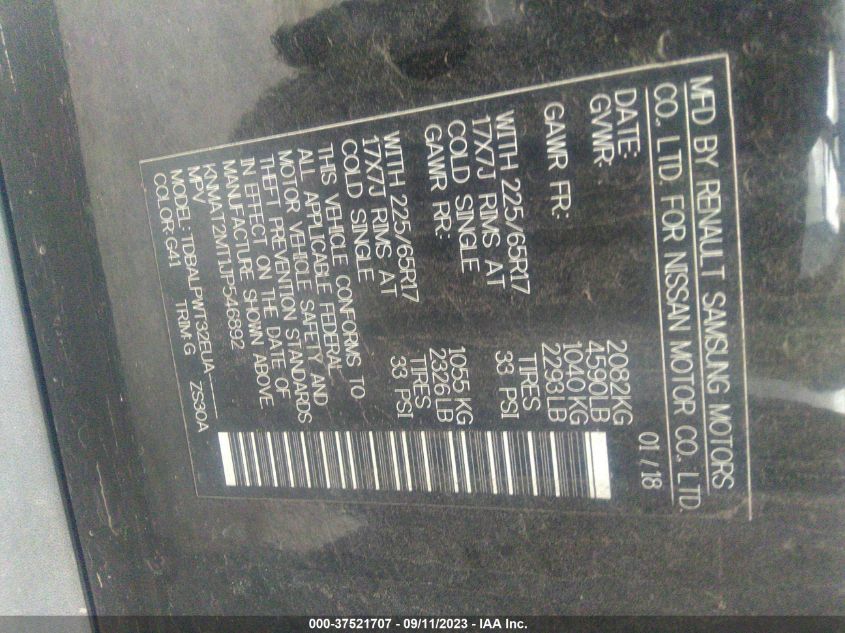 MFD BY RENAULT SAMSUNG MOTORS
CO. LTD. FOR NISSAN MOTOR CO. LTD.
DATE: 01/18
GVWR: 2082KG
4590LB
GAWR FR: 1040KG
2293LB
WITH 225/65R17 TIRES
17X7J RIMS AT 33 PSI
COLD SINGLE
GAWR RR: 1055KG
2326LB
WITH 225/65R17 TIRES
17X7J RIMS AT 33 PSI
COLD SINGLE
THIS VEHICLE CONFORMS TO
ALL APPLICABLE FEDERAL
MOTOR VEHICLE SAFETY AND
THEFT PREVENTION STANDARDS
IN EFFECT ON THE DATE OF
MANUFACTURE SHOWN ABOVE
KNMAT2MT1JP546892
MPV
MODEL: TDBALPWT32EUA-----
COLOR:G41 TRIM:G ZS90A
000-37521707 - 09/11/2023 - IAA Inc.